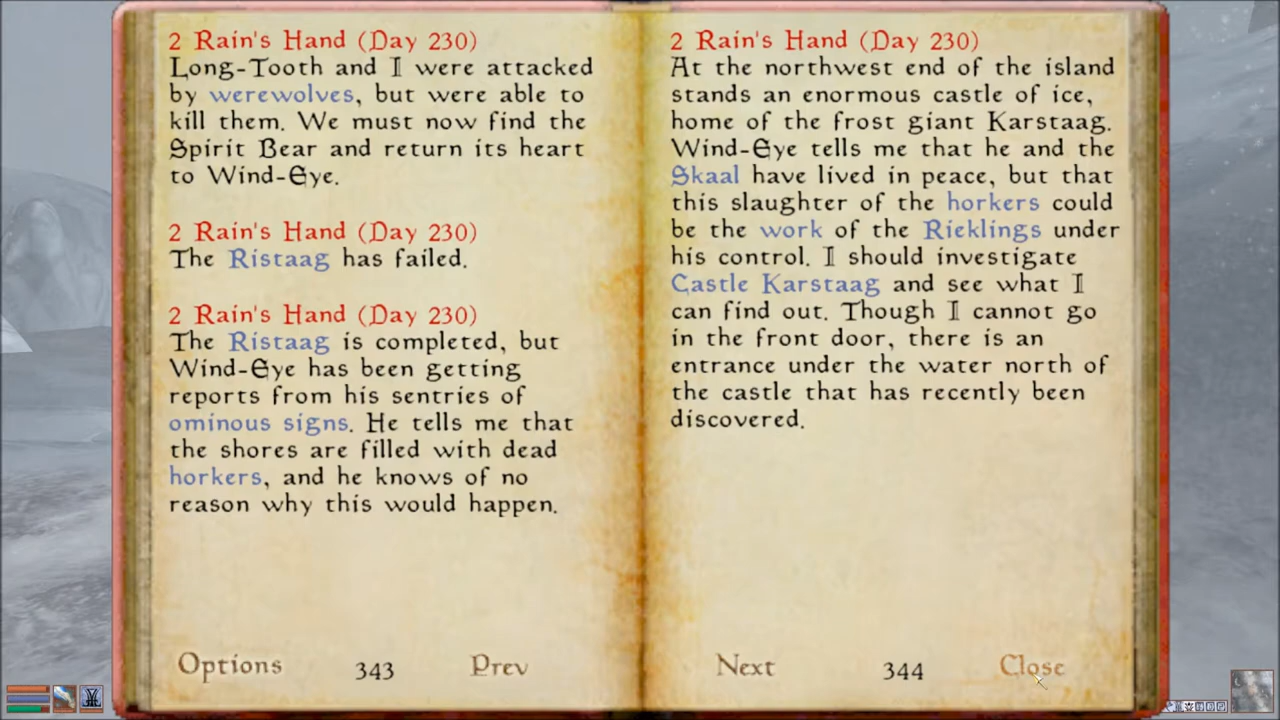 2 Rain's Hand (Day 230)
Long-Tooth and I were attacked
by werewolves, but were able to
kill them. We must now find the
Spirit Bear and return its heart
to Wind-Eye.
2 Rain's Hand (Day 230)
The Ristaag has failed.
2 Rain's Hand (Day 230)
The Ristaag is completed, but
Wind-Eye has been getting
reports from his sentries of
ominous signs. He tells me that
the shores are filled with dead
horkers, and he knows of no
reason why this would happen.
Options
343
Prev
2 Rain's Hand (Day 230)
At the northwest end of the island
stands an enormous castle of ice,
home of the frost giant Karstaag.
Wind-Eye tells me that he and the
Skaal have lived in peace, but that
this slaughter of the horkers could
be the work of the Rieklings under
his control. I should investigate
Castle Karstaag and see what I
can find out. Though I cannot go
in the front door, there is an
entrance under the water north of
the castle that has recently been
discovered.
Next
344
Close